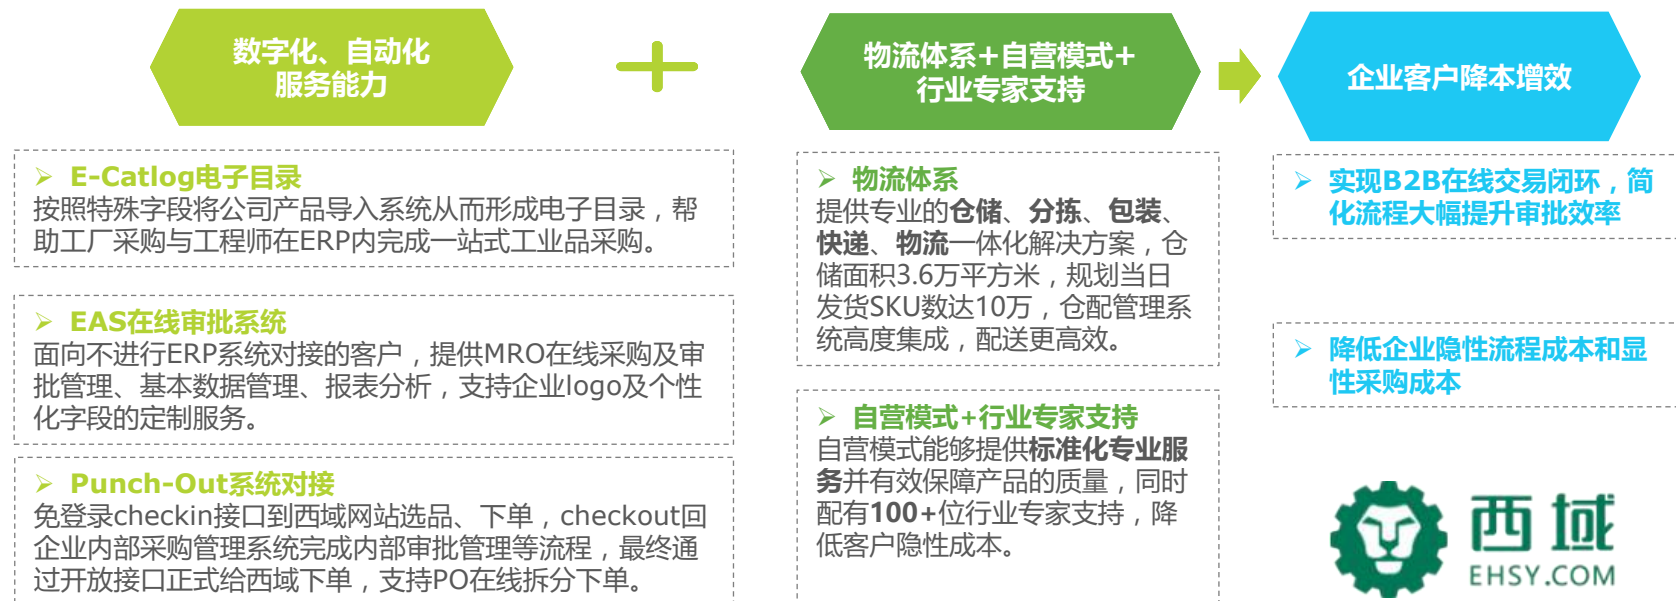 数字化、自动化
服务能力
物流体系+自营模式+
行业专家支持
企业客户降本增效
E-Catlog电子目录
按照特殊字段将公司产品导入系统从而形成电子目录，帮
助工厂采购与工程师在ERP内完成一站式工业品采购。
EAS在线审批系统
面向不进行ERP系统对接的客户，提供MRO在线采购及审
批管理、基本数据管理、报表分析，支持企业logo及个性
化字段的定制服务。
Punch-Out系统对接
免登录checkin接口到西域网站选品、下单，checkout回
企业内部采购管理系统完成内部审批管理等流程，最终通
过开放接口正式给西域下单，支持PO在线拆分下单。
物流体系
提供专业的仓储、分拣、包装、
快递、物流一体化解决方案，仓
储面积3.6万平方米，规划当日
发货SKU数达10万，仓配管理系
统高度集成，配送更高效。
自营模式+行业专家支持
自营模式能够提供标准化专业服
务并有效保障产品的质量，同时
配有100+位行业专家支持，降
低客户隐性成本。
实现B2B在线交易闭环，简
化流程大幅提升审批效率
降低企业隐性流程成本和显
性采购成本
西域
EHSY.COM